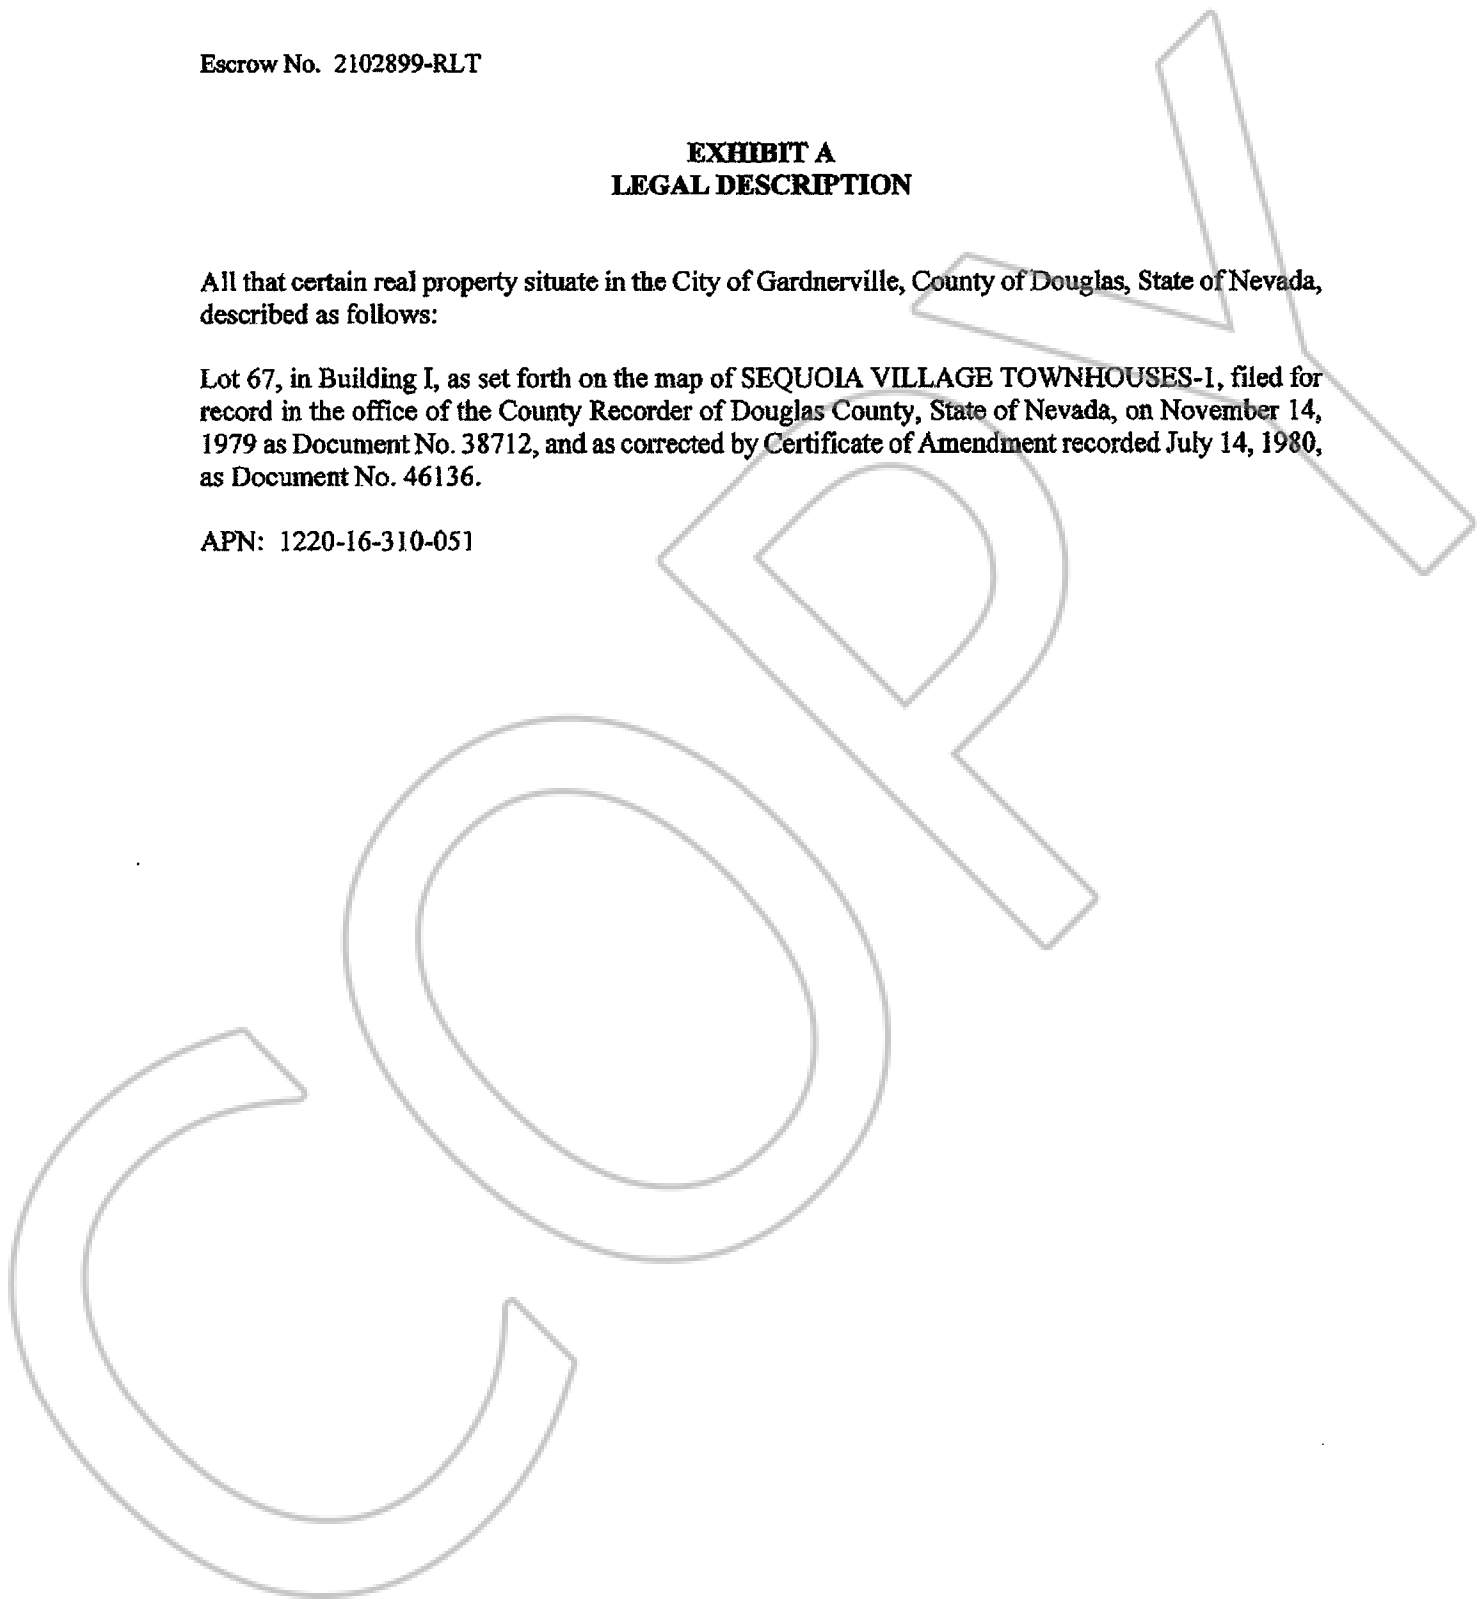 Escrow No. 2102899-RLT
EXHIBIT A
LEGAL DESCRIPTION
All that certain real property situate in the City of Gardnerville, County of Douglas, State of Nevada,
described as follows:
Lot 67, in Building I, as set forth on the map of SEQUOIA VILLAGE TOWNHOUSES-1, filed for
record in the office of the County Recorder of Douglas County, State of Nevada, on November 14,
1979 as Document No. 38712, and as corrected by Certificate of Amendment recorded July 14, 1980,
as Document No. 46136.
APN: 1220-16-310-051
COPY